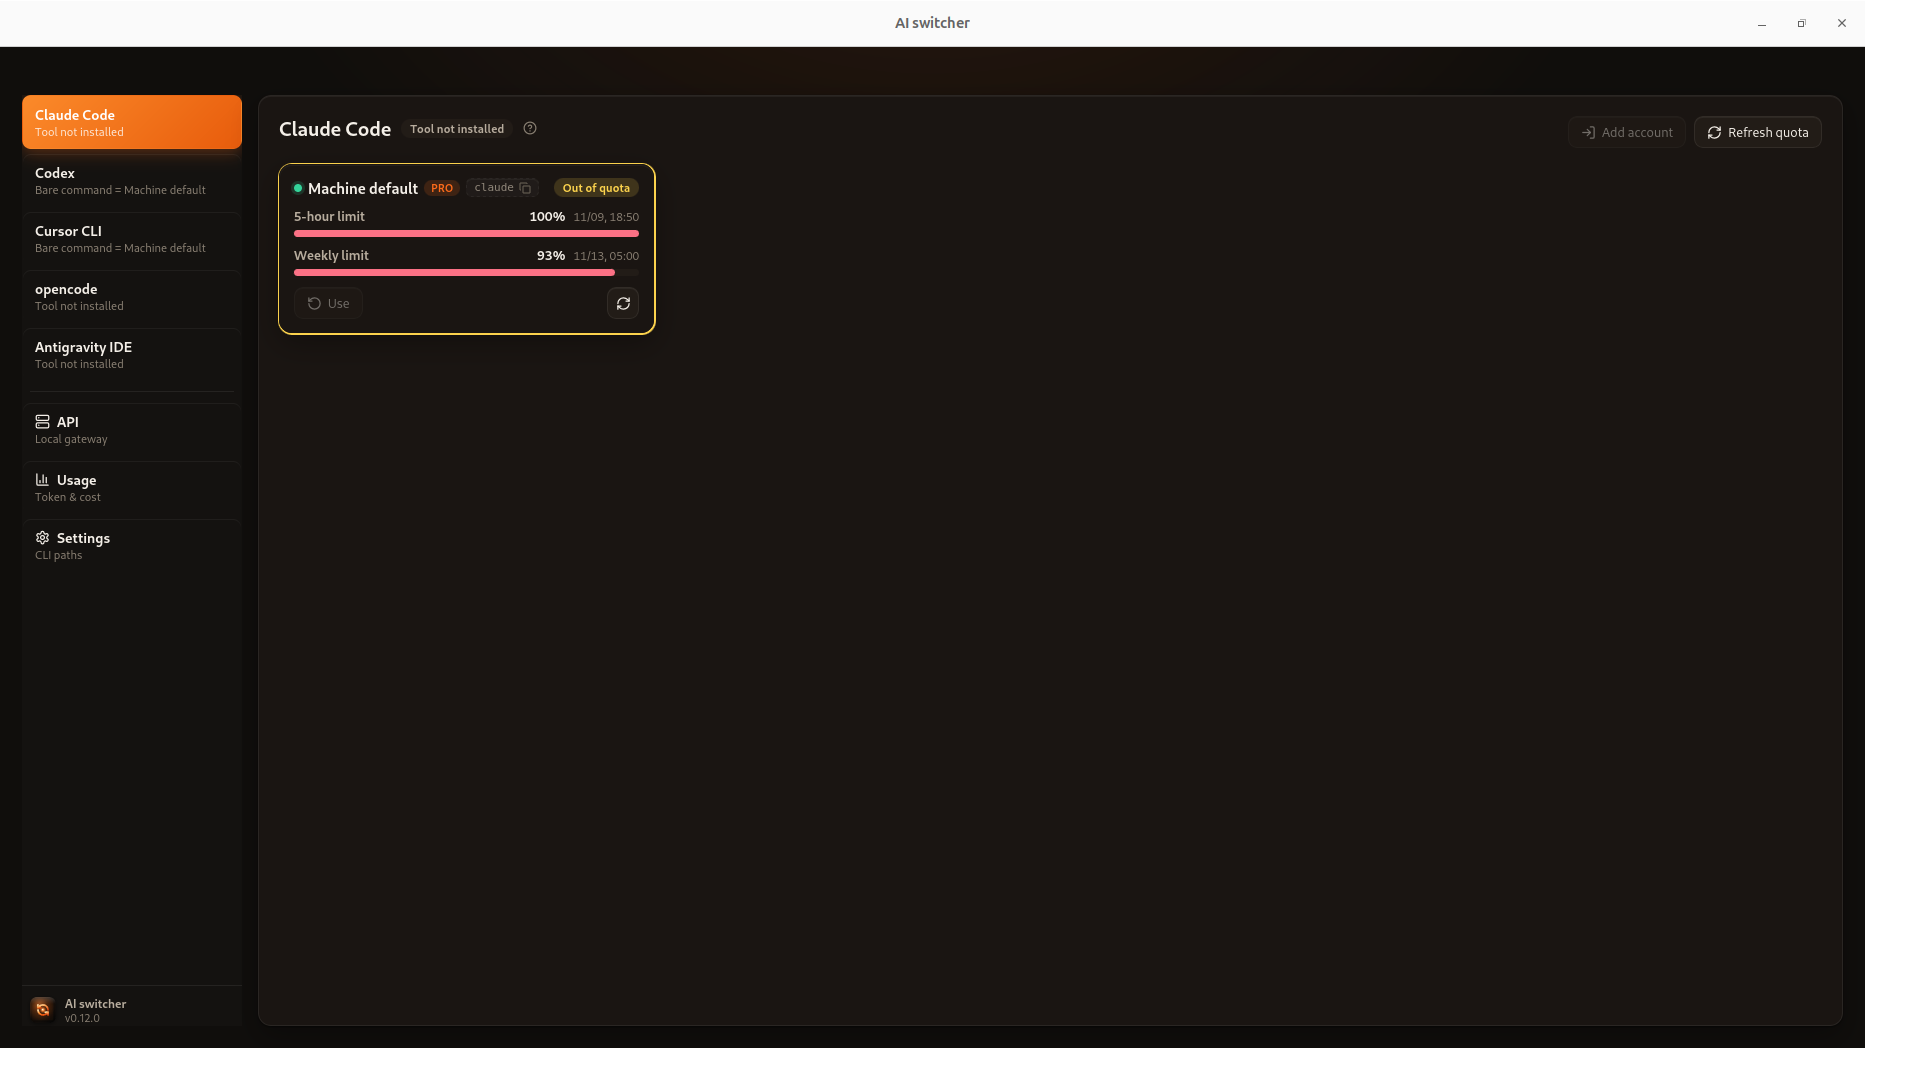 AI switcher
Claude Code
Tool not installed
Codex
Bare command = Machine default
Cursor CLI
Bare command = Machine default
opencode
Tool not installed
Antigravity IDE
Tool not installed
API
Local gateway
Usage
Token & cost
Settings
CLI paths
AI switcher
v0.12.0
Claude Code Tool not installed
Add account Refresh quota
Machine default PRO claude Out of quota
5-hour limit 100% 11/09, 18:50
Weekly limit 93% 11/13, 05:00
Use